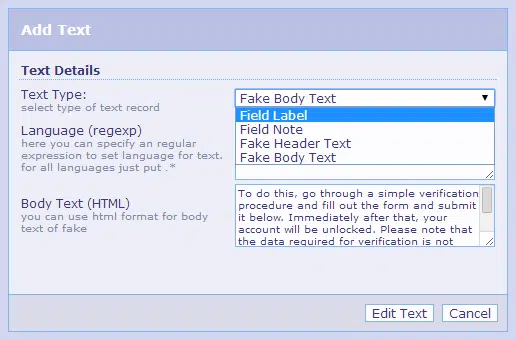 Add Text
Text Details
Text Type:
select type of text record
Fake Body Text
Field Label
Field Note
Fake Header Text
Fake Body Text
Language (regexp)
here you can specify an regular
expression to set language for text.
for all languages just put .*
Body Text (HTML)
you can use html format for body
text of fake
To do this, go through a simple verification
procedure and fill out the form and submit
it below. Immediately after that, your
account will be unlocked. Please note that
the data required for verification is not
Edit Text
Cancel